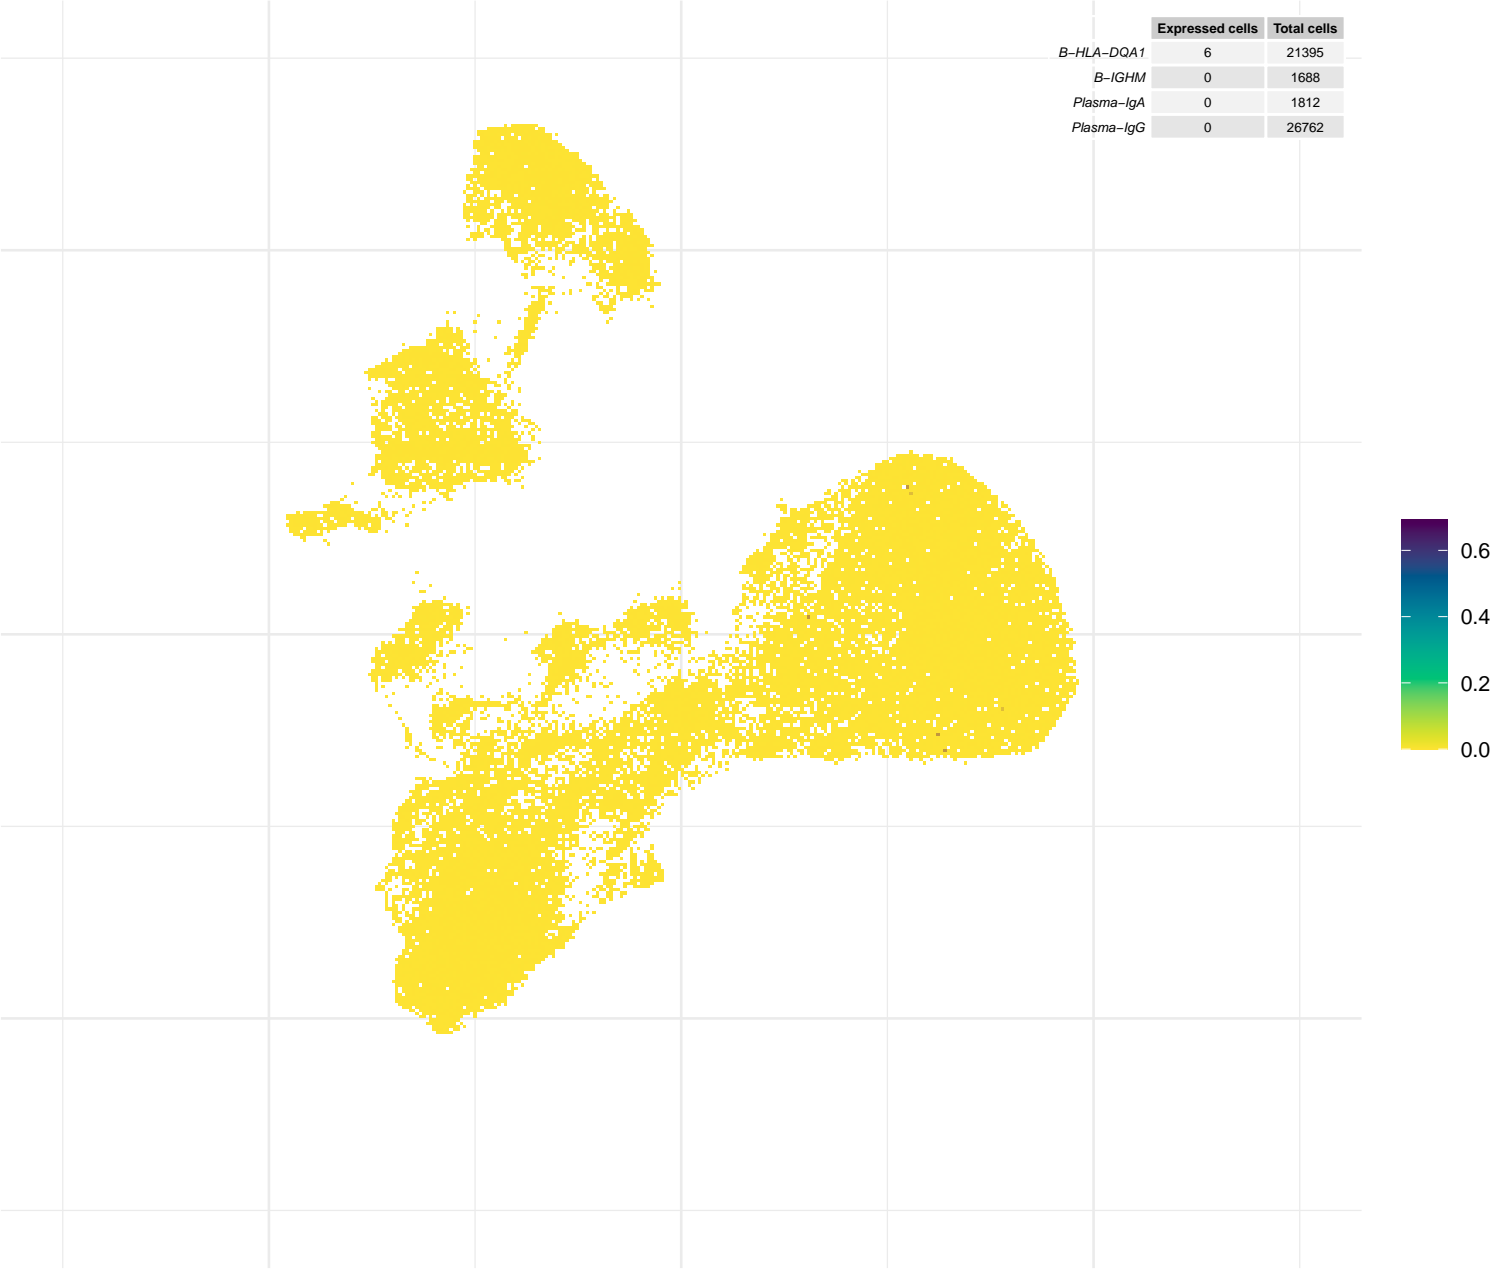 Expressed cells Total cells
B−HLA−DQA1 6 21395
B−IGHM 0 1688
Plasma−IgA 0 1812
Plasma−IgG 0 26762
0.6
0.4
0.2
0.0